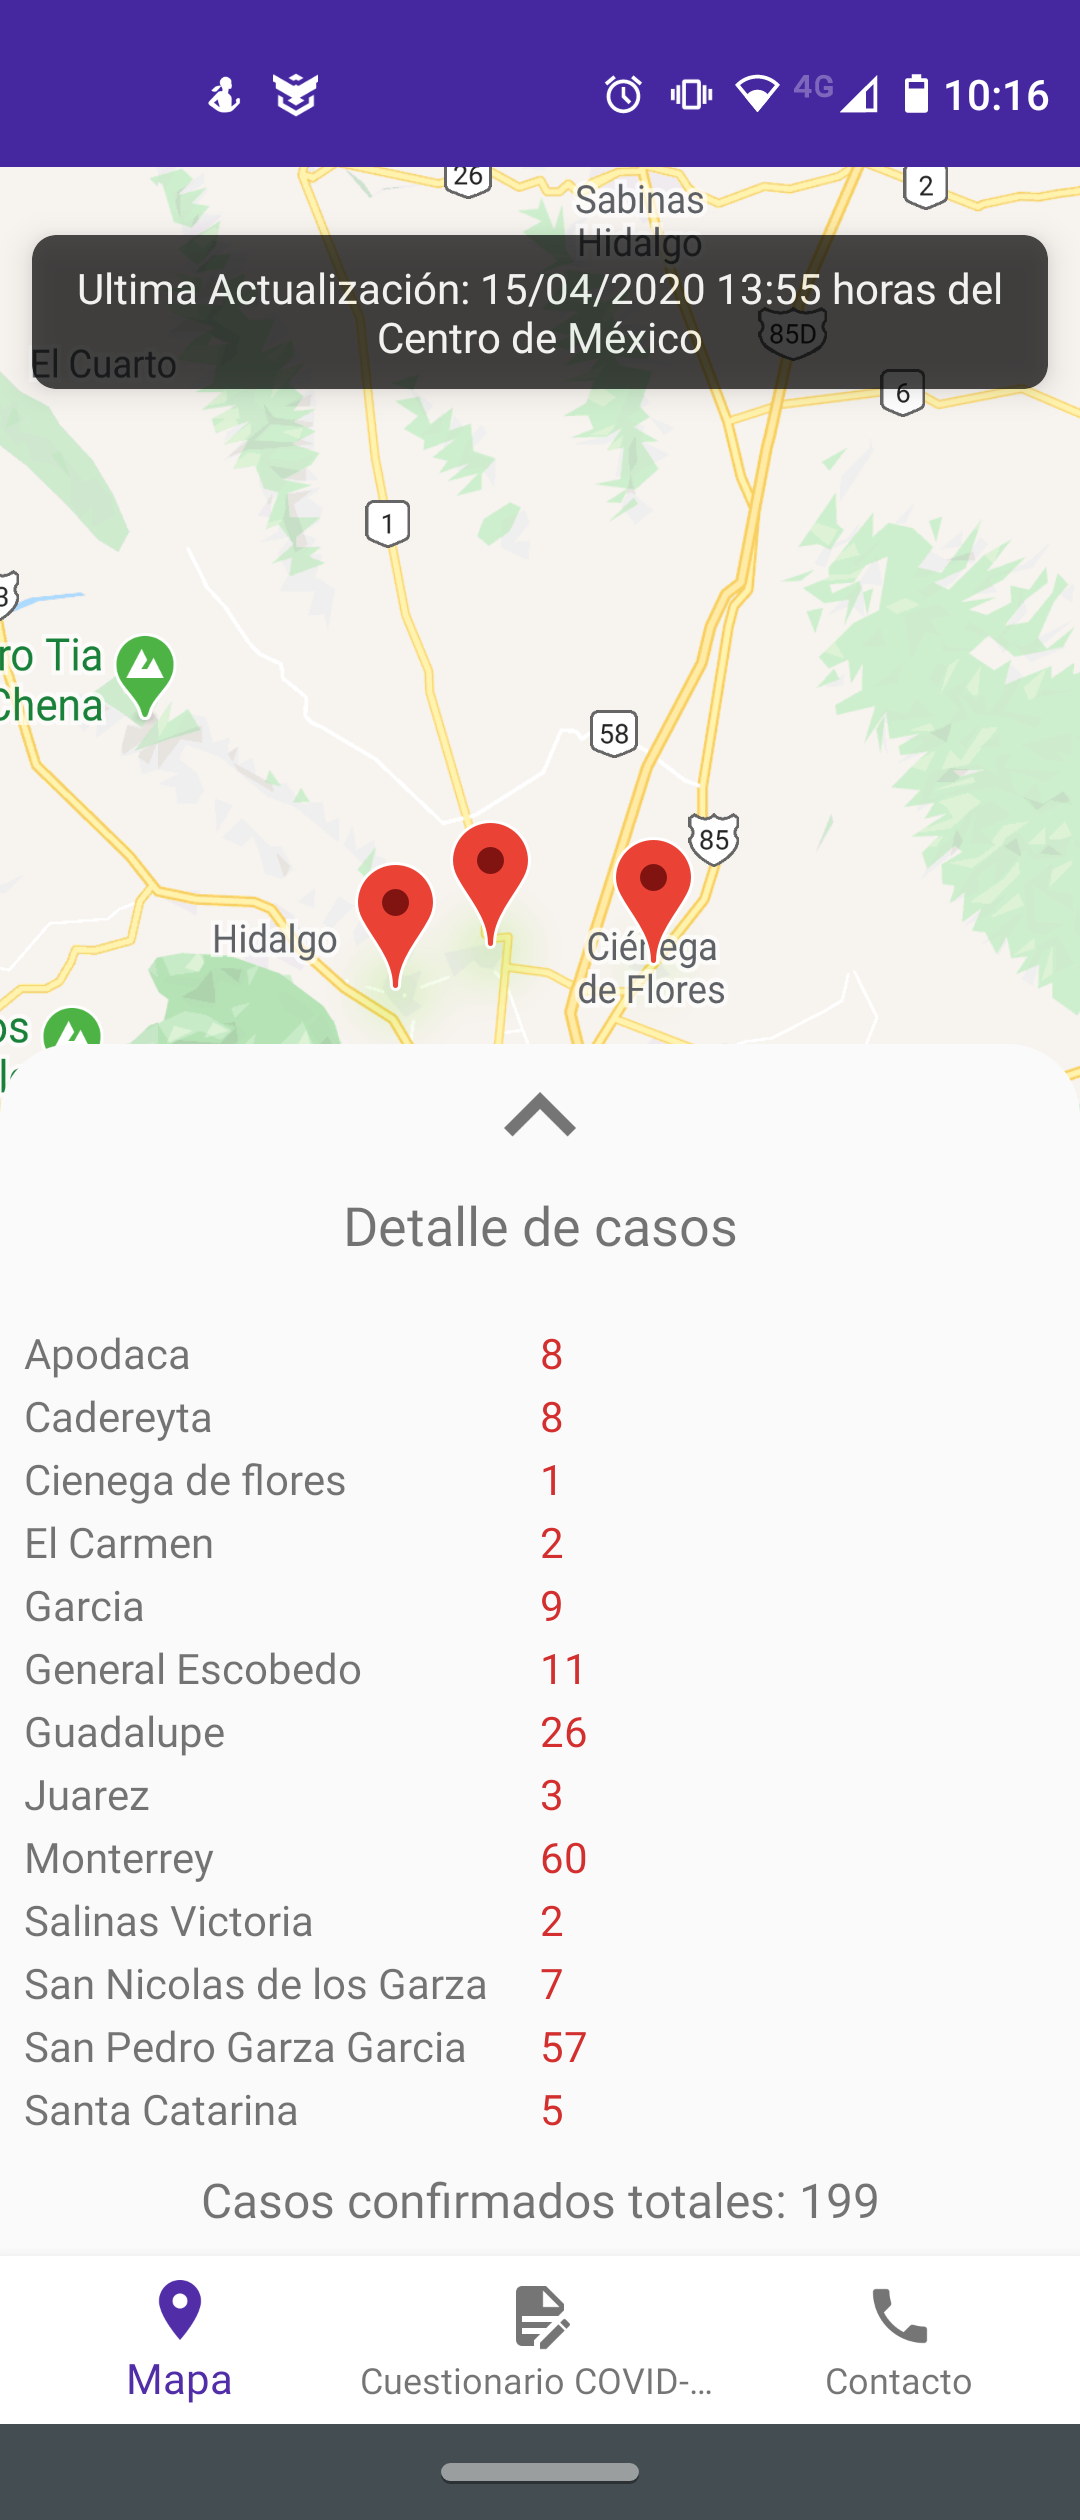 4G 10:16
26
Sabinas
Hidalgo
2
Ultima Actualización: 15/04/2020 13:55 horas del
Centro de México
85D
El Cuarto
6
1
ro Tia
Chena
58
85
Hidalgo
Ciénega
de Flores
os
Detalle de casos
Apodaca 8
Cadereyta 8
Cienega de flores 1
El Carmen 2
Garcia 9
General Escobedo 11
Guadalupe 26
Juarez 3
Monterrey 60
Salinas Victoria 2
San Nicolas de los Garza 7
San Pedro Garza Garcia 57
Santa Catarina 5
Casos confirmados totales: 199
Mapa
Cuestionario COVID-...
Contacto